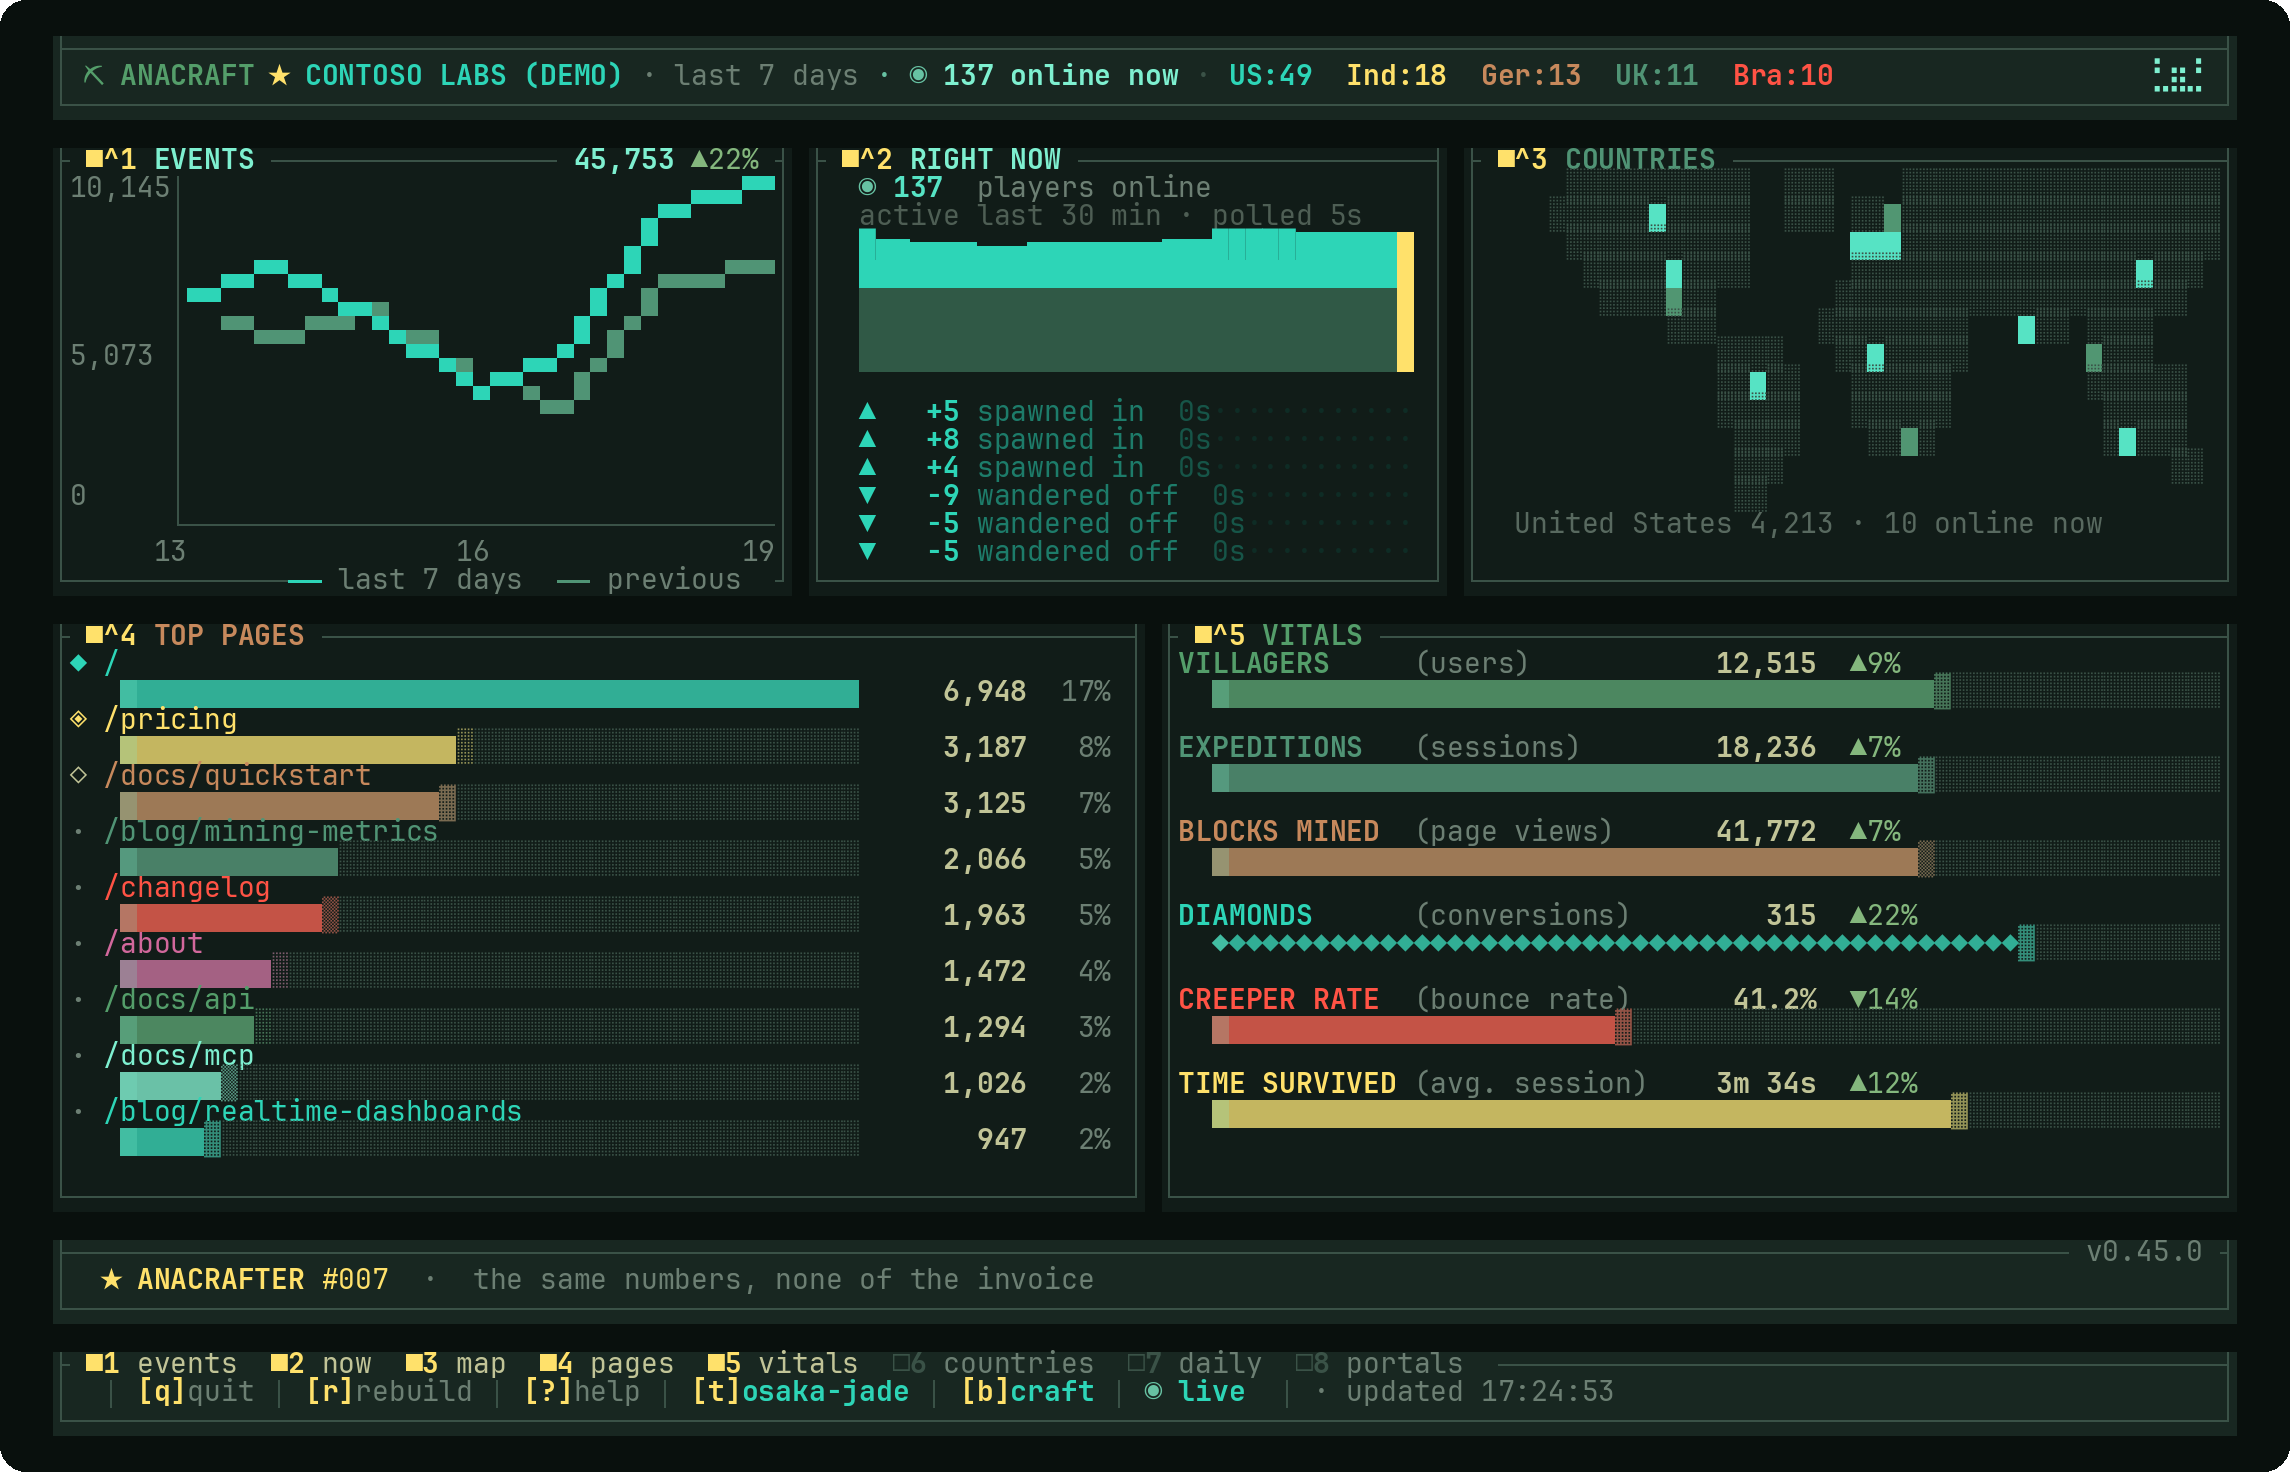 ANACRAFT ★ CONTOSO LABS (DEMO) · last 7 days · ◉ 137 online now · US:49 Ind:18 Ger:13 UK:11 Bra:10
■^1 EVENTS 45,753 ▲22%
10,145
5,073
0
13 16 19
last 7 days previous
■^2 RIGHT NOW
◉ 137 players online
active last 30 min · polled 5s
▲ +5 spawned in 0s
▲ +8 spawned in 0s
▲ +4 spawned in 0s
▼ -9 wandered off 0s
▼ -5 wandered off 0s
▼ -5 wandered off 0s
■^3 COUNTRIES
United States 4,213 · 10 online now
■^4 TOP PAGES
◆ /
6,948 17%
◈ /pricing
3,187 8%
◇ /docs/quickstart
3,125 7%
· /blog/mining-metrics
2,066 5%
· /changelog
1,963 5%
· /about
1,472 4%
· /docs/api
1,294 3%
· /docs/mcp
1,026 2%
· /blog/realtime-dashboards
947 2%
■^5 VITALS
VILLAGERS (users) 12,515 ▲9%
EXPEDITIONS (sessions) 18,236 ▲7%
BLOCKS MINED (page views) 41,772 ▲7%
DIAMONDS (conversions) 315 ▲22%
CREEPER RATE (bounce rate) 41.2% ▼14%
TIME SURVIVED (avg. session) 3m 34s ▲12%
v0.45.0
★ ANACRAFTER #007 · the same numbers, none of the invoice
■1 events ■2 now ■3 map ■4 pages ■5 vitals □6 countries □7 daily □8 portals
│ [q]quit │ [r]rebuild │ [?]help │ [t]osaka-jade │ [b]craft │ ◉ live │ · updated 17:24:53